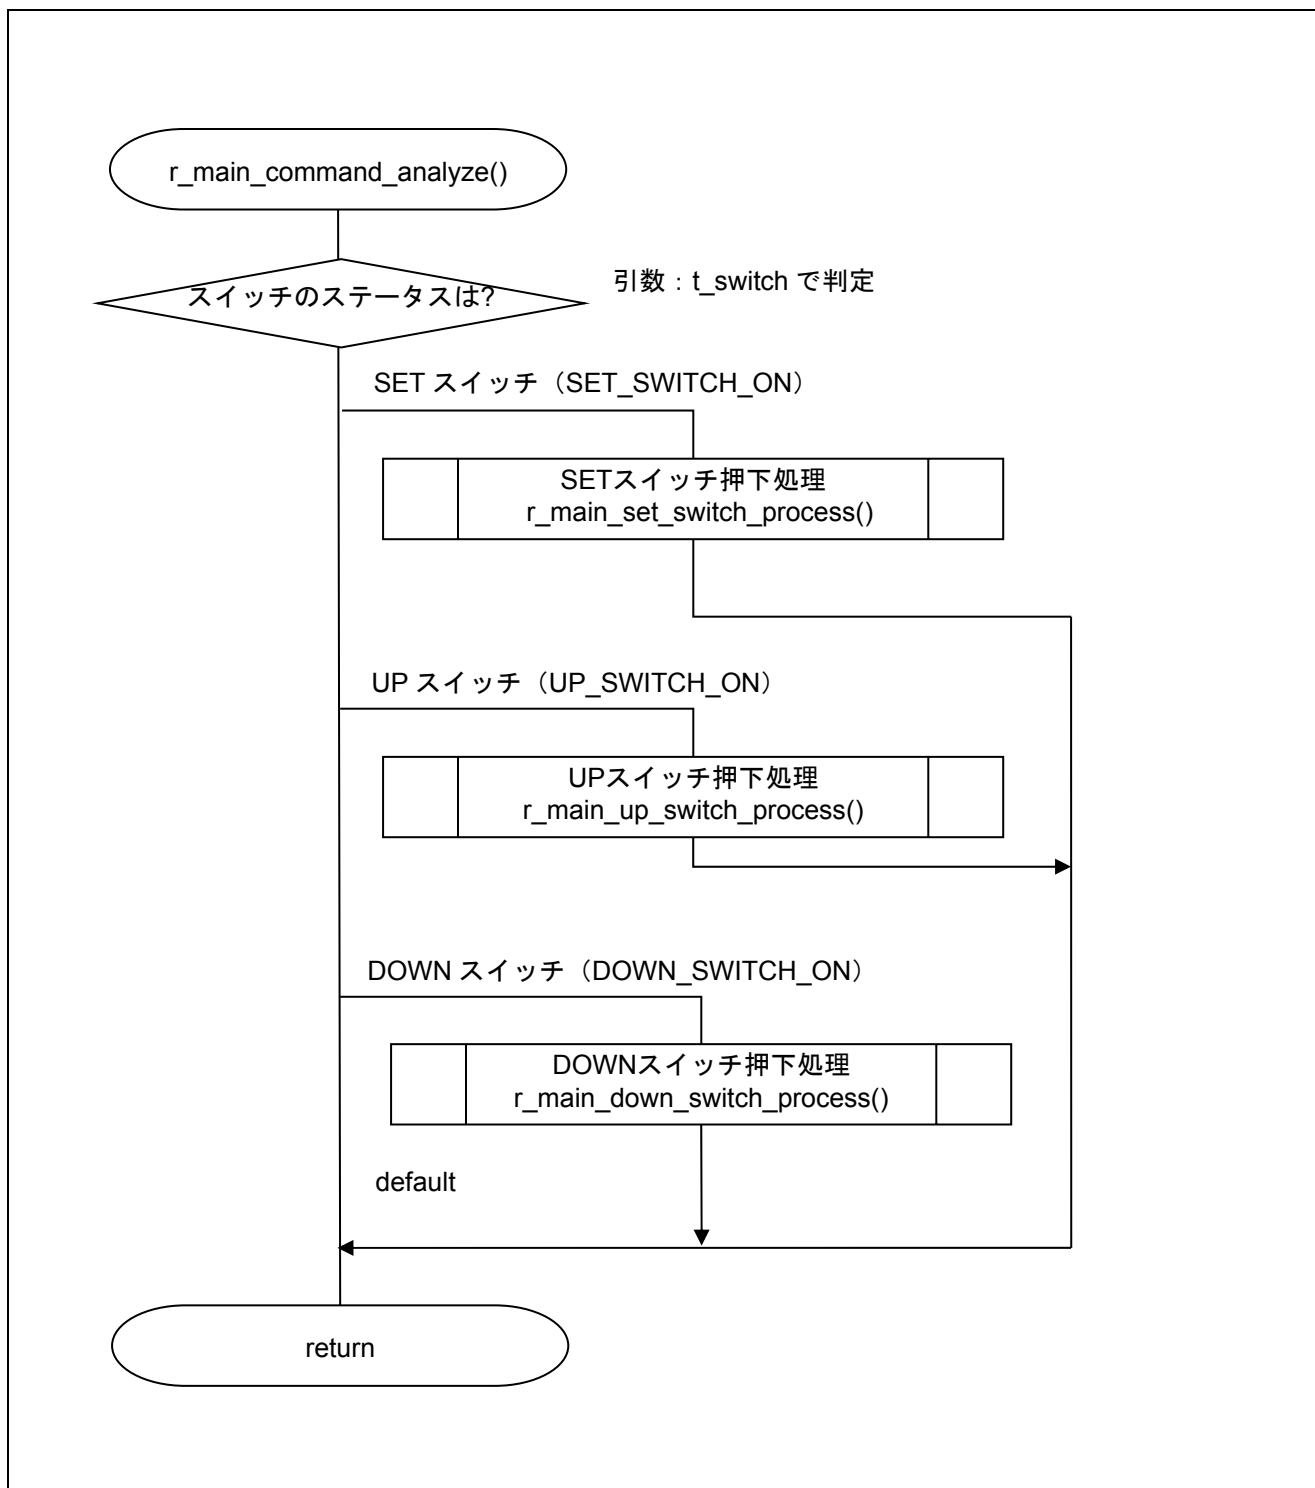 r_main_command_analyze()
スイッチのステータスは?
引数：t_switch で判定
SET スイッチ（SET_SWITCH_ON）
SETスイッチ押下処理
r_main_set_switch_process()
UP スイッチ（UP_SWITCH_ON）
UPスイッチ押下処理
r_main_up_switch_process()
DOWN スイッチ（DOWN_SWITCH_ON）
DOWNスイッチ押下処理
r_main_down_switch_process()
default
return